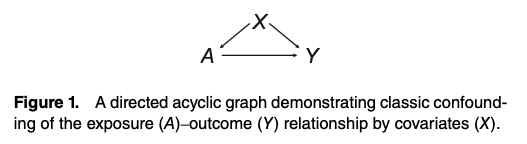 X
A Y
Figure 1. A directed acyclic graph demonstrating classic confound-
ing of the exposure (A)–outcome (Y) relationship by covariates (X).